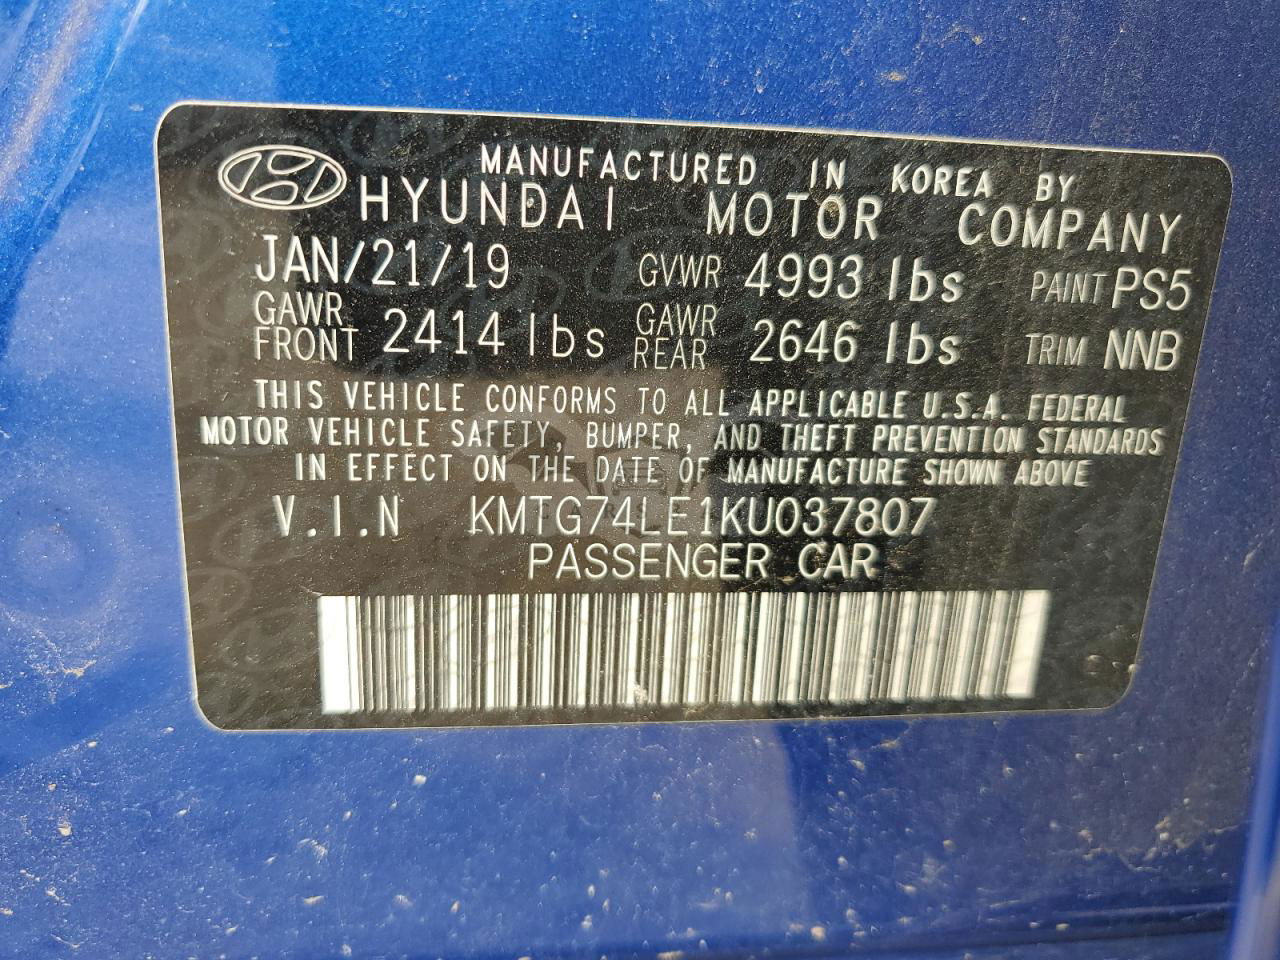 MANUFACTURED IN KOREA BY
HYUNDAI MOTOR COMPANY
JAN/21/19 GVWR 4993 lbs PAINT PS5
GAWR FRONT 2414 lbs GAWR REAR 2646 lbs TRIM NNB
THIS VEHICLE CONFORMS TO ALL APPLICABLE U.S.A. FEDERAL
MOTOR VEHICLE SAFETY, BUMPER, AND THEFT PREVENTION STANDARDS
IN EFFECT ON THE DATE OF MANUFACTURE SHOWN ABOVE
V.I.N KMTG74LE1KU037807
PASSENGER CAR